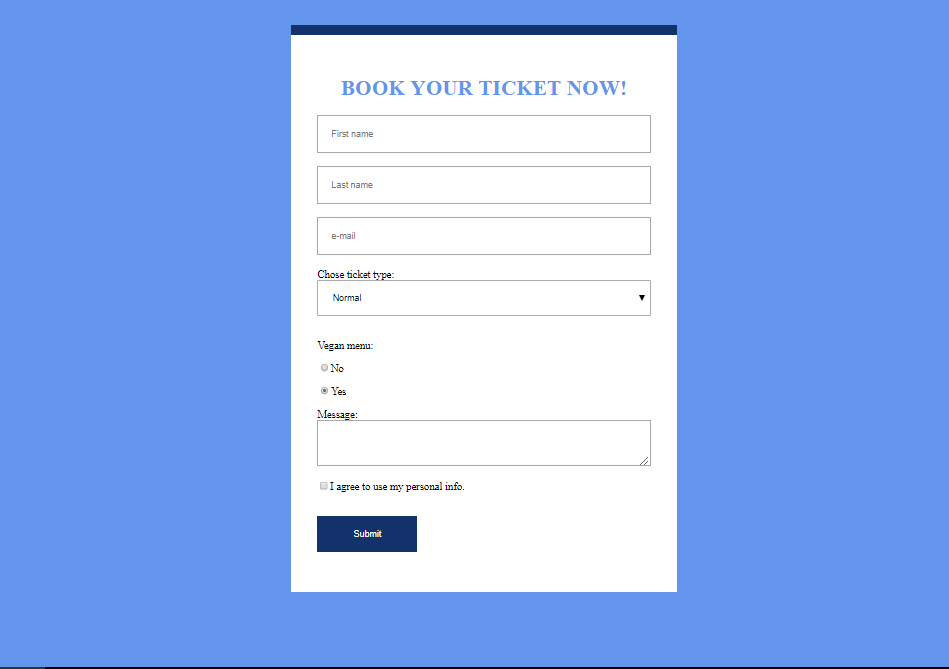 BOOK YOUR TICKET NOW!
First name
Last name
e-mail
Chose ticket type:
Normal
Vegan menu:
No
Yes
Message:
I agree to use my personal info.
Submit